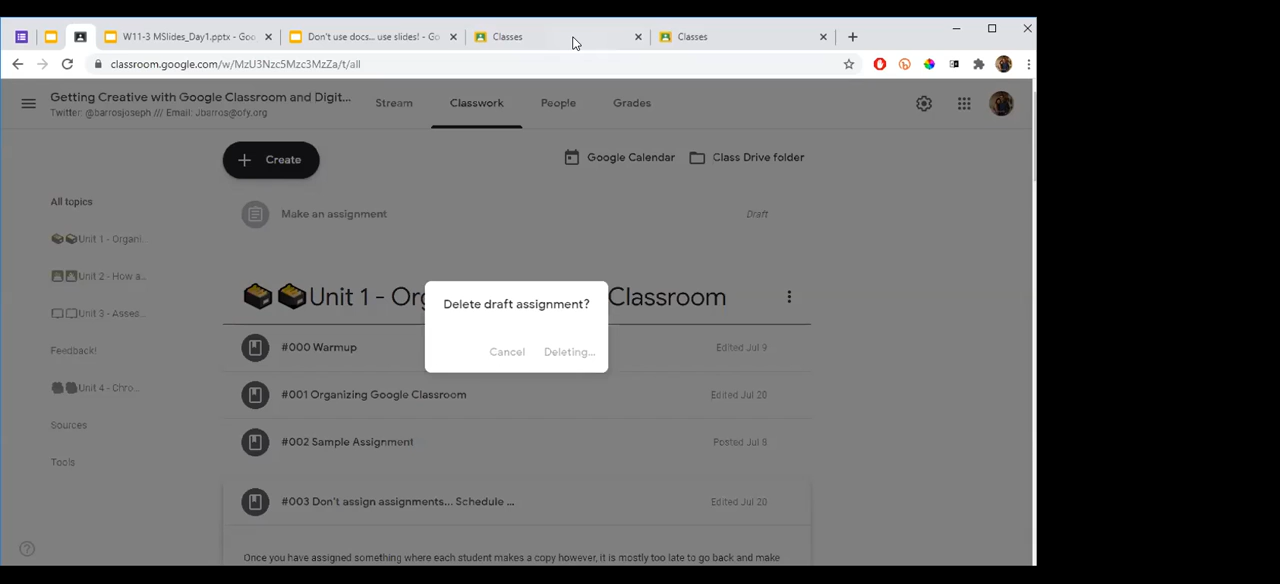 W11-3 MSlides_Day1.pptx - Goo
Don't use docs... use slides! - Go
Classes
Classes
classroom.google.com/w/MzU3Nzc5Mzc3MzZa/t/all
Getting Creative with Google Classroom and Digit...
Twitter: @barrosjoseph /// Email: Jbarros@ofy.org
Stream
Classwork
People
Grades
Create
Google Calendar
Class Drive folder
All topics
Unit 1 - Organi...
Unit 2 - How a...
Unit 3 - Asses...
Feedback!
Unit 4 - Chro...
Sources
Tools
Make an assignment
Draft
Unit 1 - Org Classroom
Delete draft assignment?
Cancel
Deleting...
#000 Warmup
Edited Jul 9
#001 Organizing Google Classroom
Edited Jul 20
#002 Sample Assignment
Posted Jul 8
#003 Don't assign assignments... Schedule ...
Edited Jul 20
Once you have assigned something where each student makes a copy however, it is mostly too late to go back and make